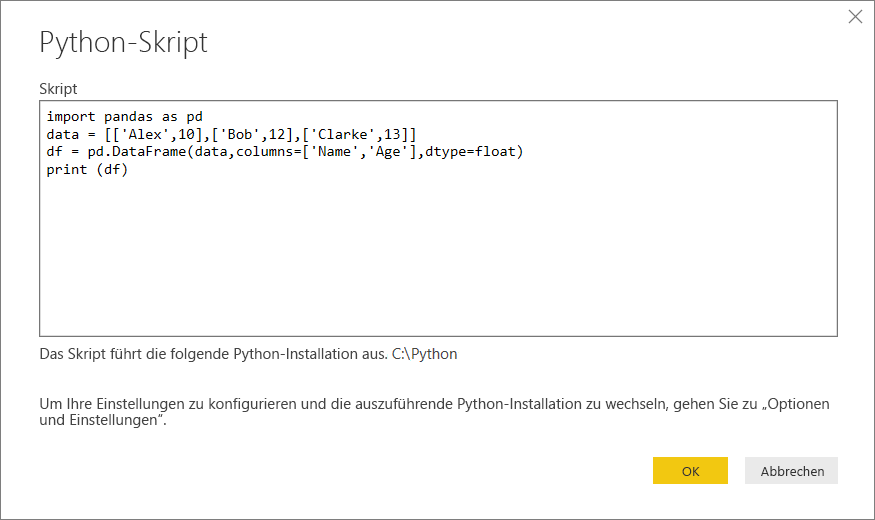 Python-Skript
Skript
import pandas as pd
data = [['Alex',10],['Bob',12],['Clarke',13]]
df = pd.DataFrame(data,columns=['Name','Age'],dtype=float)
print (df)
Das Skript führt die folgende Python-Installation aus. C:\Python
Um Ihre Einstellungen zu konfigurieren und die auszuführende Python-Installation zu wechseln, gehen Sie zu „Optionen
und Einstellungen“.
OK
Abbrechen